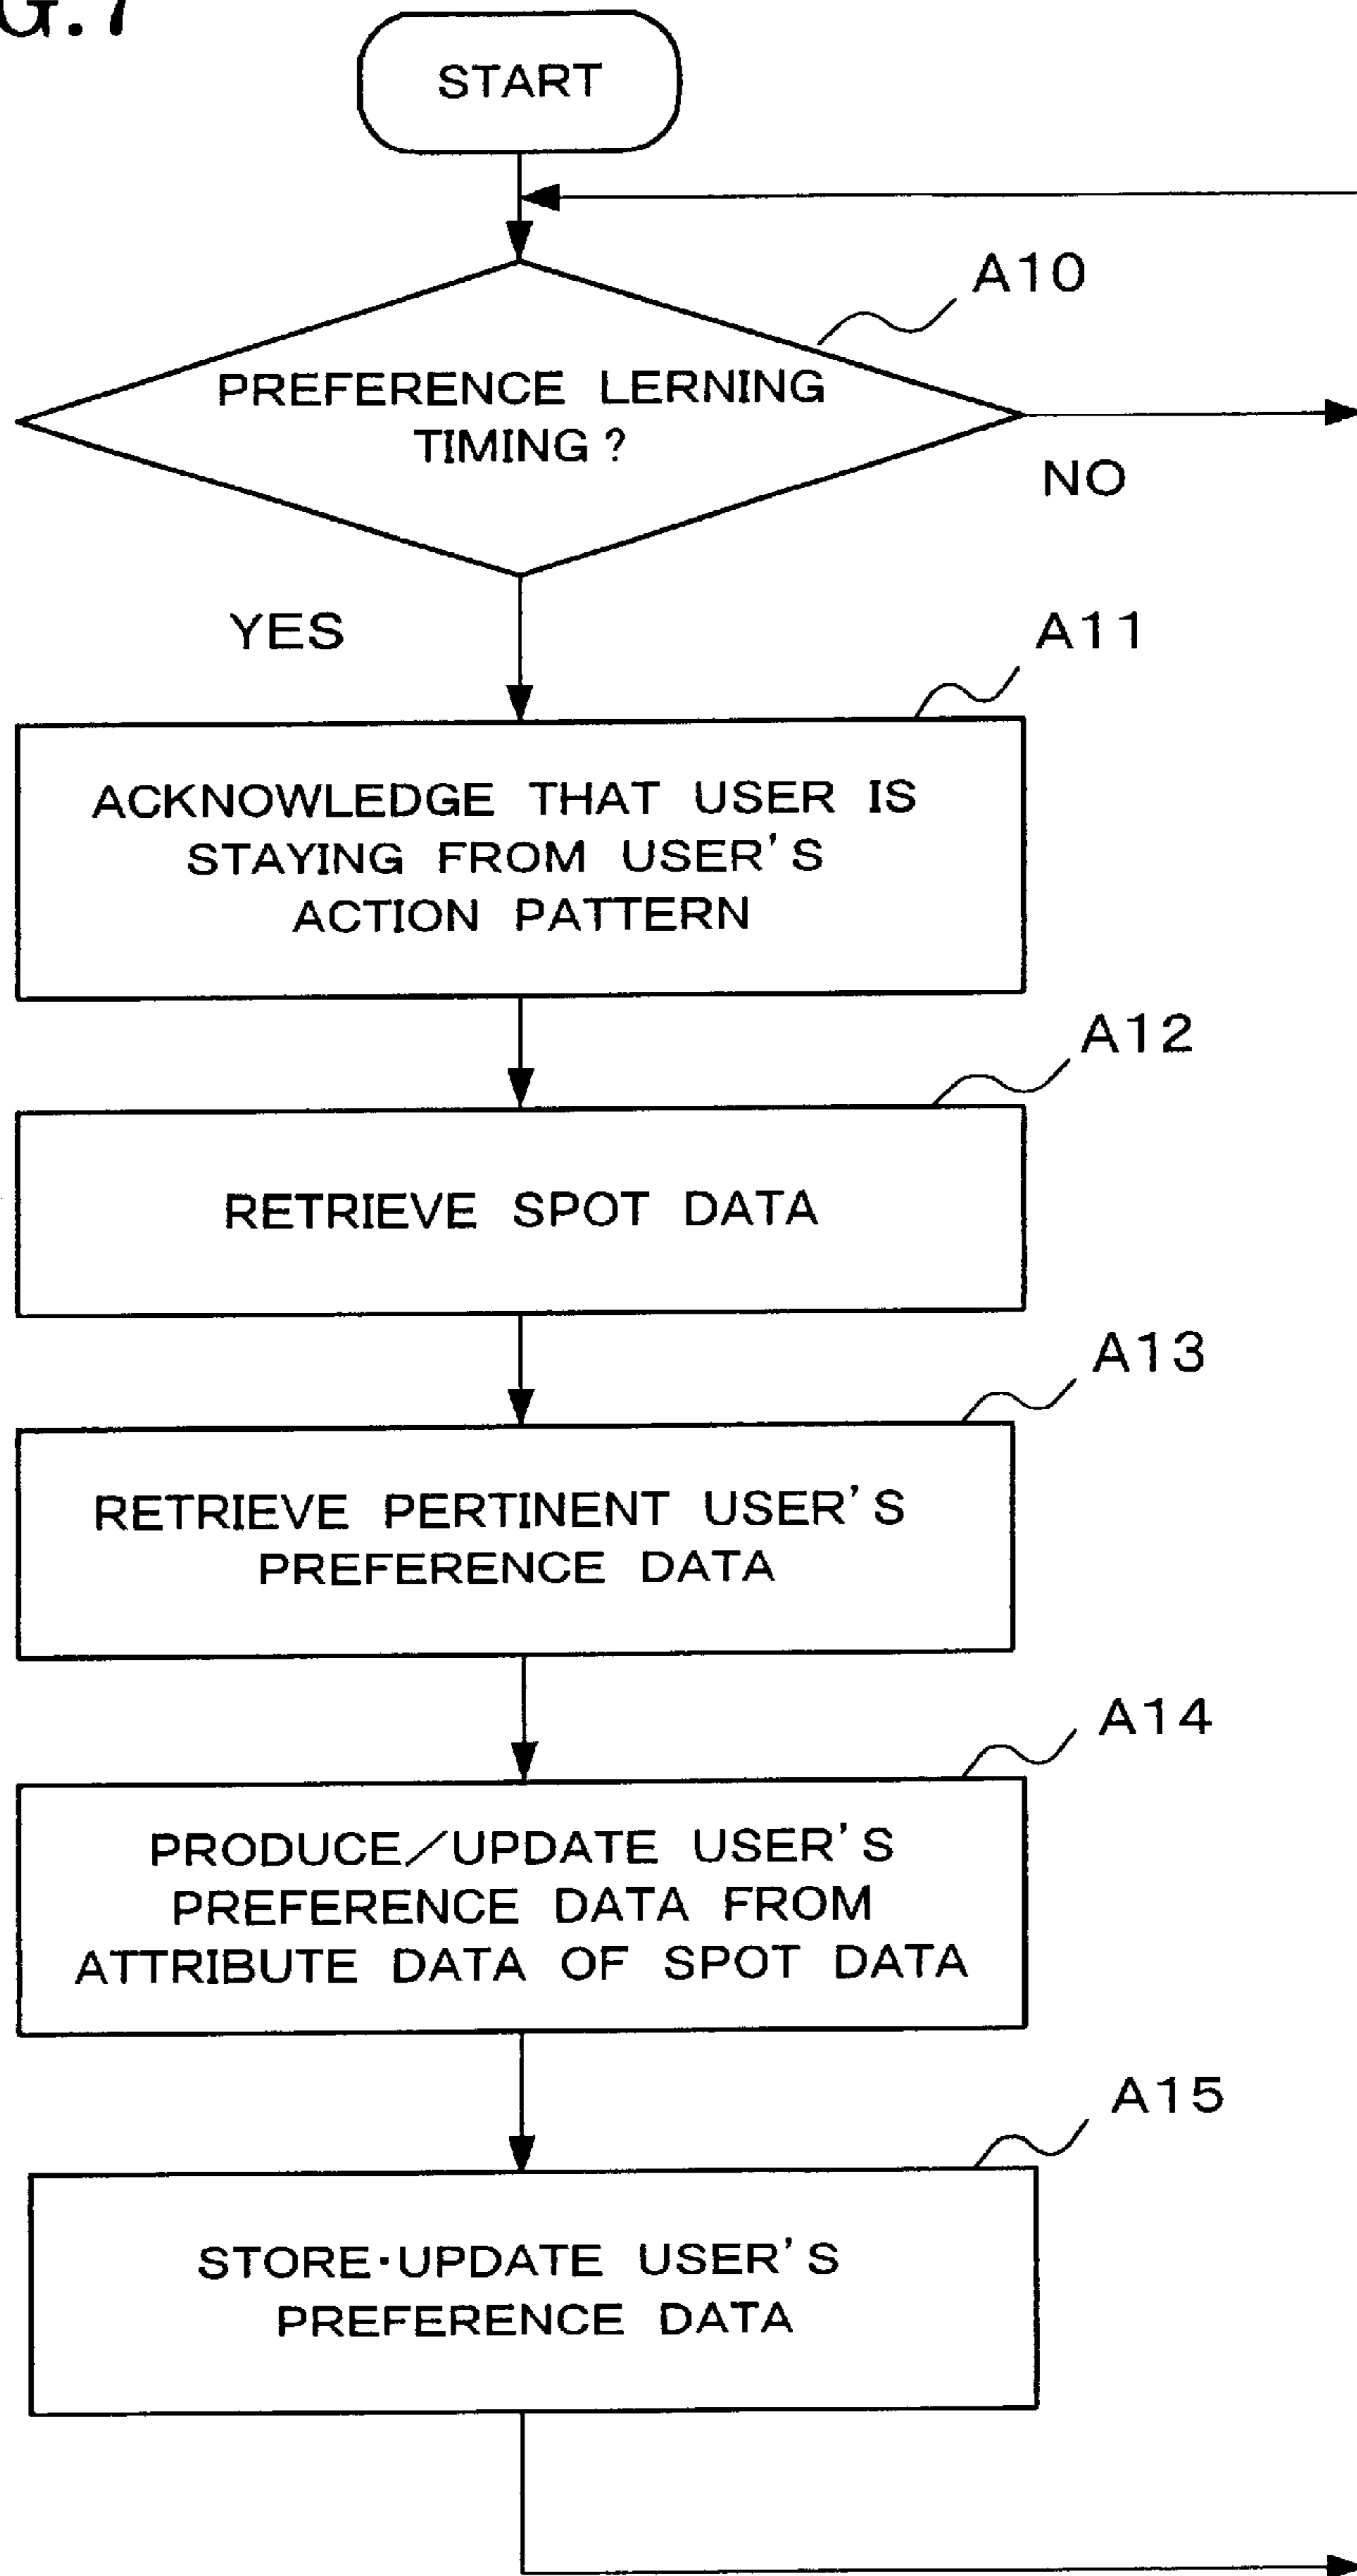 G.7
START
A10
PREFERENCE LERNING
TIMING?
NO
YES
A11
ACKNOWLEDGE THAT USER IS
STAYING FROM USER'S
ACTION PATTERN
A12
RETRIEVE SPOT DATA
A13
RETRIEVE PERTINENT USER'S
PREFERENCE DATA
A14
PRODUCE/UPDATE USER'S
PREFERENCE DATA FROM
ATTRIBUTE DATA OF SPOT DATA
A15
STORE·UPDATE USER'S
PREFERENCE DATA